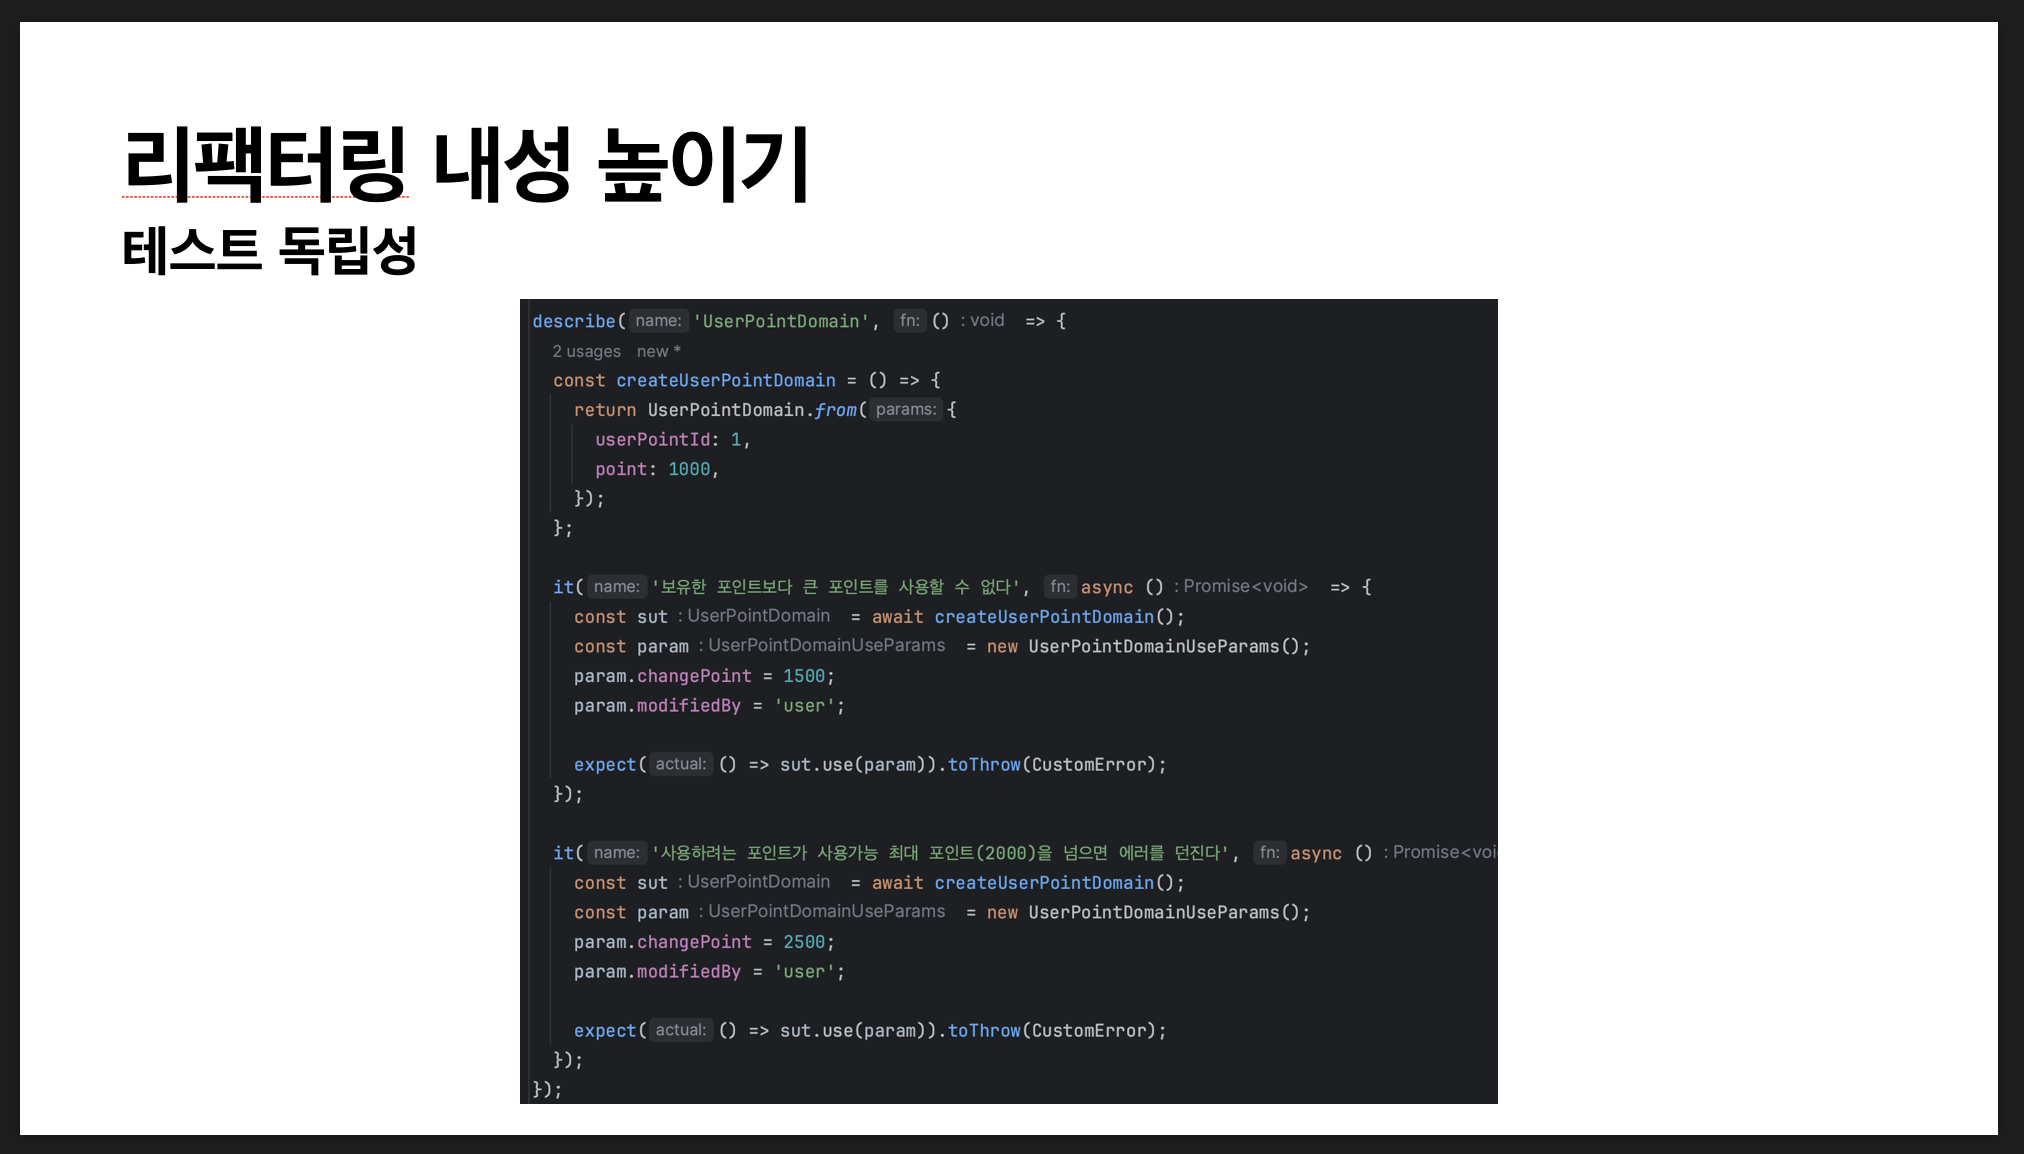 리팩터링 내성 높이기
테스트 독립성
describe( name: 'UserPointDomain', fn: () : void => {
2 usages new *
const createUserPointDomain = () => {
return UserPointDomain.from( params: {
userPointId: 1,
point: 1000,
});
};
it( name: '보유한 포인트보다 큰 포인트를 사용할 수 없다', fn: async () : Promise<void> => {
const sut : UserPointDomain = await createUserPointDomain();
const param : UserPointDomainUseParams = new UserPointDomainUseParams();
param.changePoint = 1500;
param.modifiedBy = 'user';
expect( actual: () => sut.use(param)).toThrow(CustomError);
});
it( name: '사용하려는 포인트가 사용가능 최대 포인트(2000)을 넘으면 에러를 던진다', fn: async () : Promise<voi
const sut : UserPointDomain = await createUserPointDomain();
const param : UserPointDomainUseParams = new UserPointDomainUseParams();
param.changePoint = 2500;
param.modifiedBy = 'user';
expect( actual: () => sut.use(param)).toThrow(CustomError);
});
});